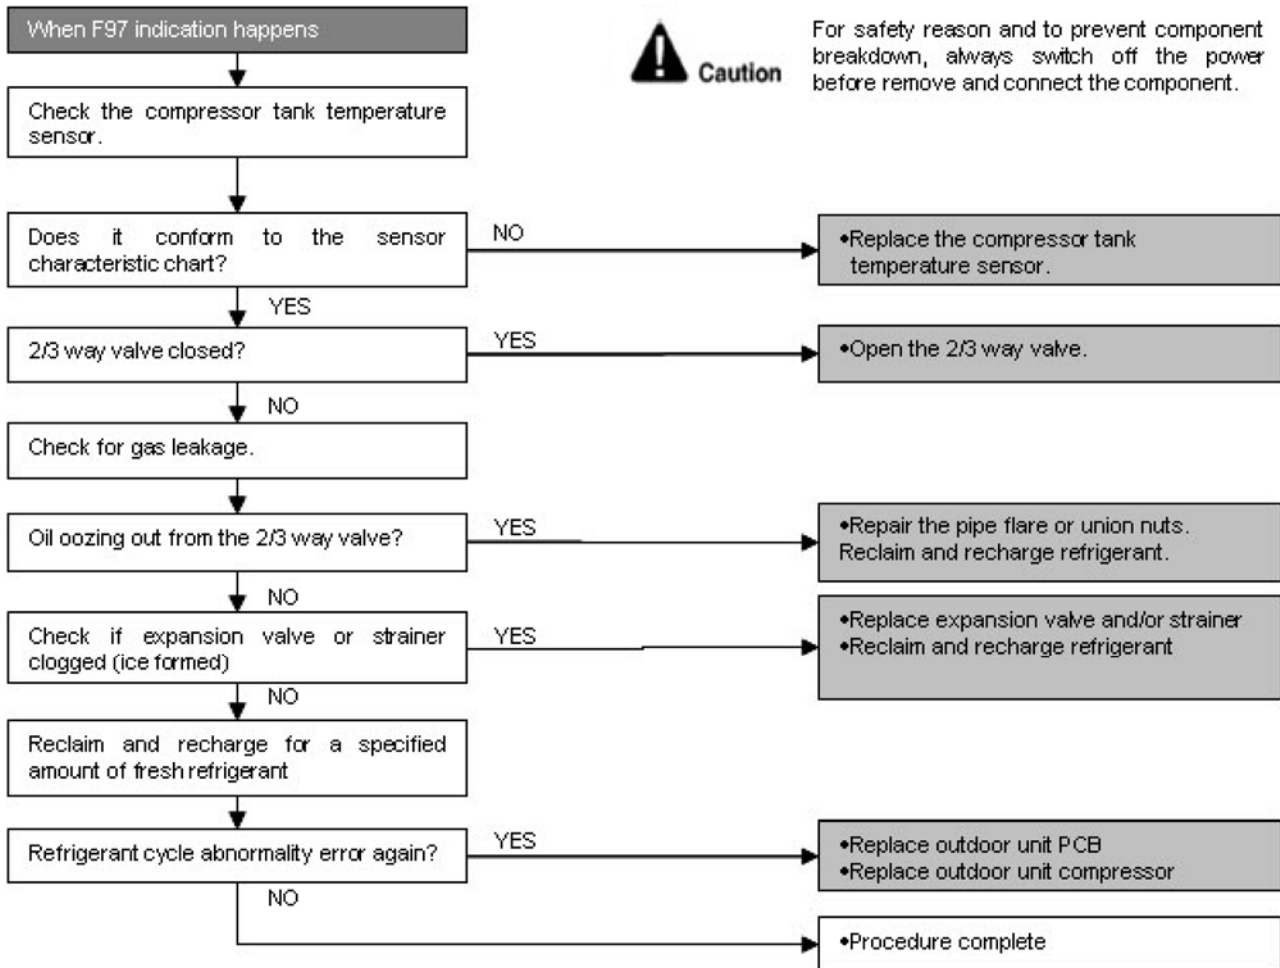 When F97 indication happens
Caution
For safety reason and to prevent component
breakdown, always switch off the power
before remove and connect the component.
Check the compressor tank temperature
sensor.
Does it conform to the sensor
characteristic chart?
NO
•Replace the compressor tank
temperature sensor.
YES
2/3 way valve closed?
YES
•Open the 2/3 way valve.
NO
Check for gas leakage.
Oil oozing out from the 2/3 way valve?
YES
•Repair the pipe flare or union nuts.
Reclaim and recharge refrigerant.
NO
Check if expansion valve or strainer
clogged (ice formed)
YES
•Replace expansion valve and/or strainer
•Reclaim and recharge refrigerant
NO
Reclaim and recharge for a specified
amount of fresh refrigerant
Refrigerant cycle abnormality error again?
YES
•Replace outdoor unit PCB
•Replace outdoor unit compressor
NO
•Procedure complete